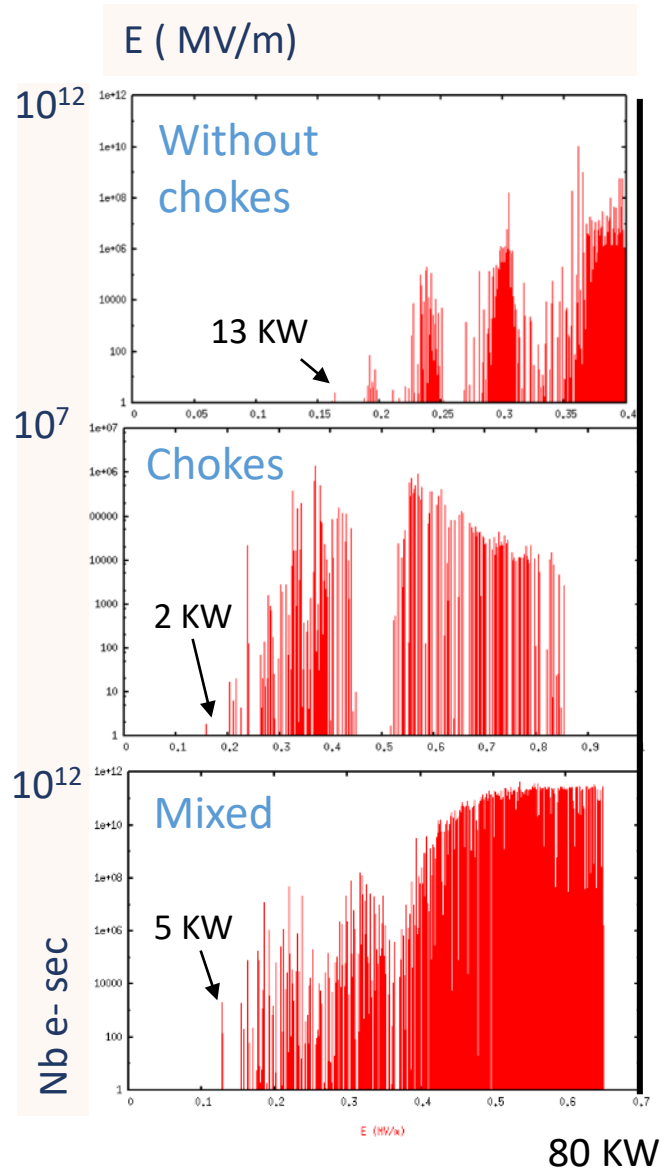 E ( MV/m)
10¹²
1e+12
Without
chokes
1e+10
1e+08
1e+06
10000
13 KW
100
1
0 0.05 0.1 0.15 0.2 0.25 0.3 0.35 0.4
10⁷
1e+07
Chokes
1e+06
00000
10000
1000
2 KW
100
10
1
0 0.1 0.2 0.3 0.4 0.5 0.6 0.7 0.8 0.9
10¹²
1e+12
Mixed
1e+10
1e+08
1e+06
5 KW
10000
100
1
0 0.1 0.2 0.3 0.4 0.5 0.6 0.7
Nb e- sec
E (MV/m)
80 KW